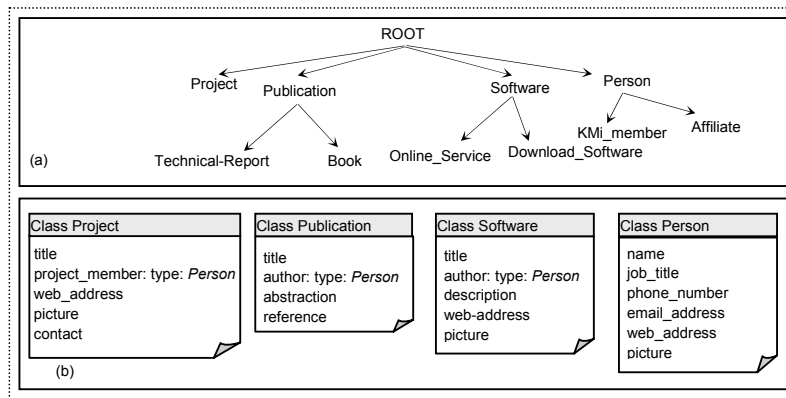 ROOT
Project
Publication
Software
Person
Technical-Report
Book
Online_Service
Download_Software
KMi_member
Affiliate
(a)
Class Project
title
project_member: type: Person
web_address
picture
contact
Class Publication
title
author: type: Person
abstraction
reference
Class Software
title
author: type: Person
description
web-address
picture
Class Person
name
job_title
phone_number
email_address
web_address
picture
(b)